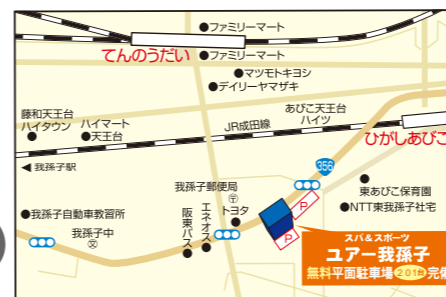 ファミリーマート
てんのうだい
ファミリーマート
マツモトキヨシ
デイリーヤマザキ
藤和天王台
ハイタウン
ハイマート
天王台
あびこ天王台
ハイツ
JR成田線
ひがしあびこ
我孫子駅
356
我孫子郵便局
〒
トヨタ
P
東あびこ保育園
NTT東我孫子社宅
我孫子自動車教習所
我孫子中
文
阪東バス
エネオス
P
スパ&スポーツ
ユアー我孫子
無料平面駐車場201台完備